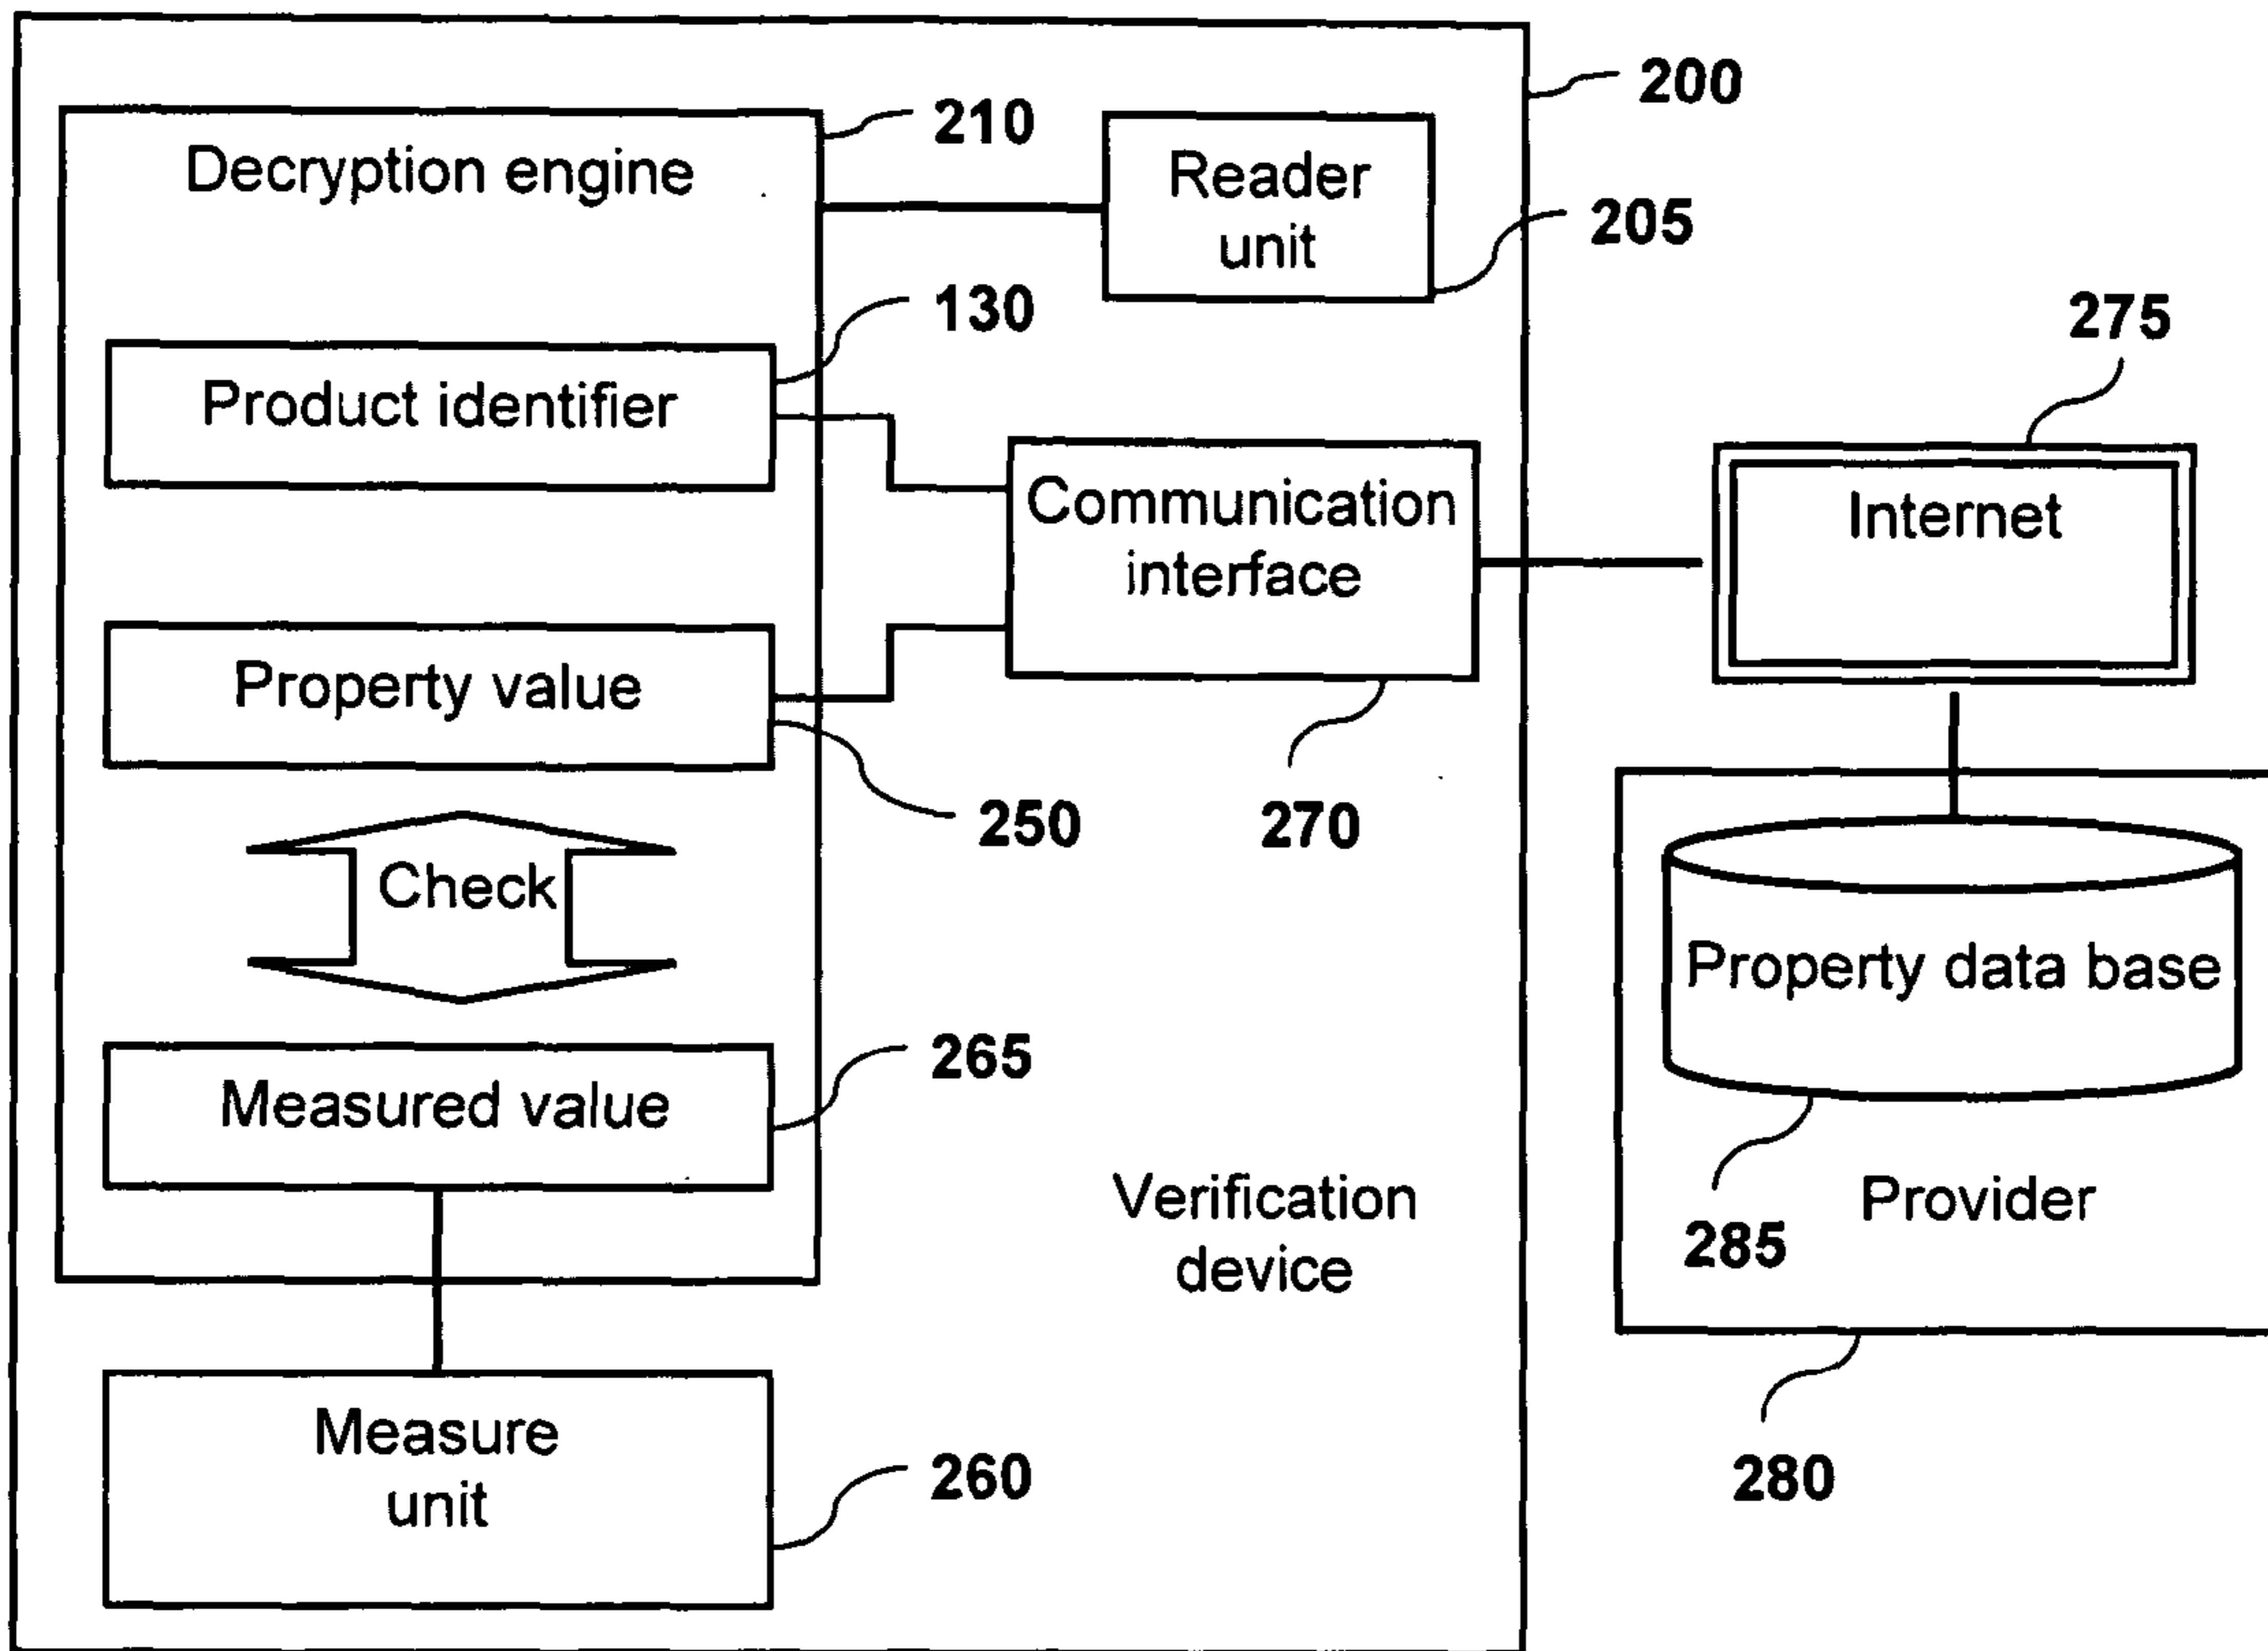 200
210
Decryption engine
Reader
unit
205
130
Product identifier
275
Communication
interface
Internet
Property value
250
270
Check
Property data base
265
Measured value
Verification
device
285
Provider
Measure
unit
260
280